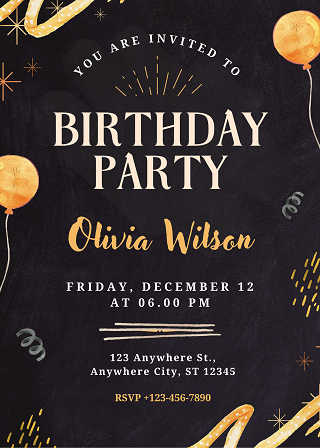 YOU ARE INVITED TO
BIRTHDAY
PARTY
Olivia Wilson
FRIDAY, DECEMBER 12
AT 06.00 PM
123 Anywhere St.,
Anywhere City, ST 12345
RSVP +123-456-7890